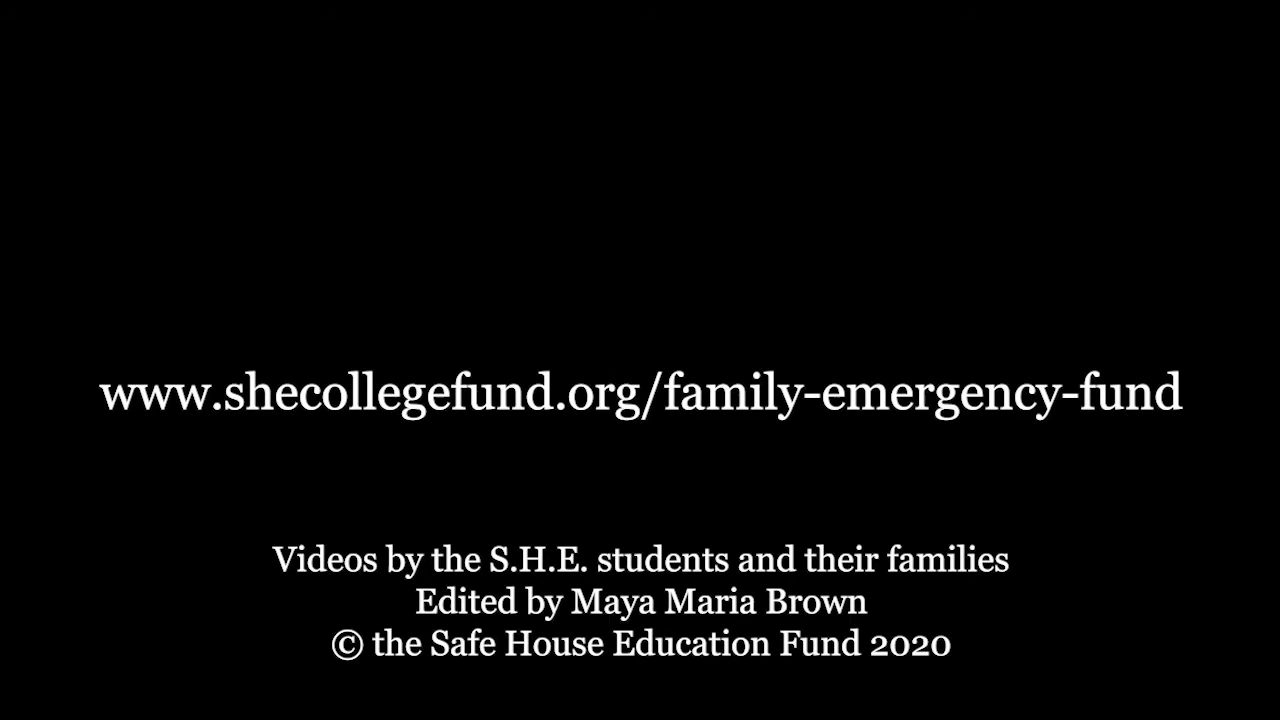 www.shecollegefund.org/family-emergency-fund
Videos by the S.H.E. students and their families
Edited by Maya Maria Brown
© the Safe House Education Fund 2020